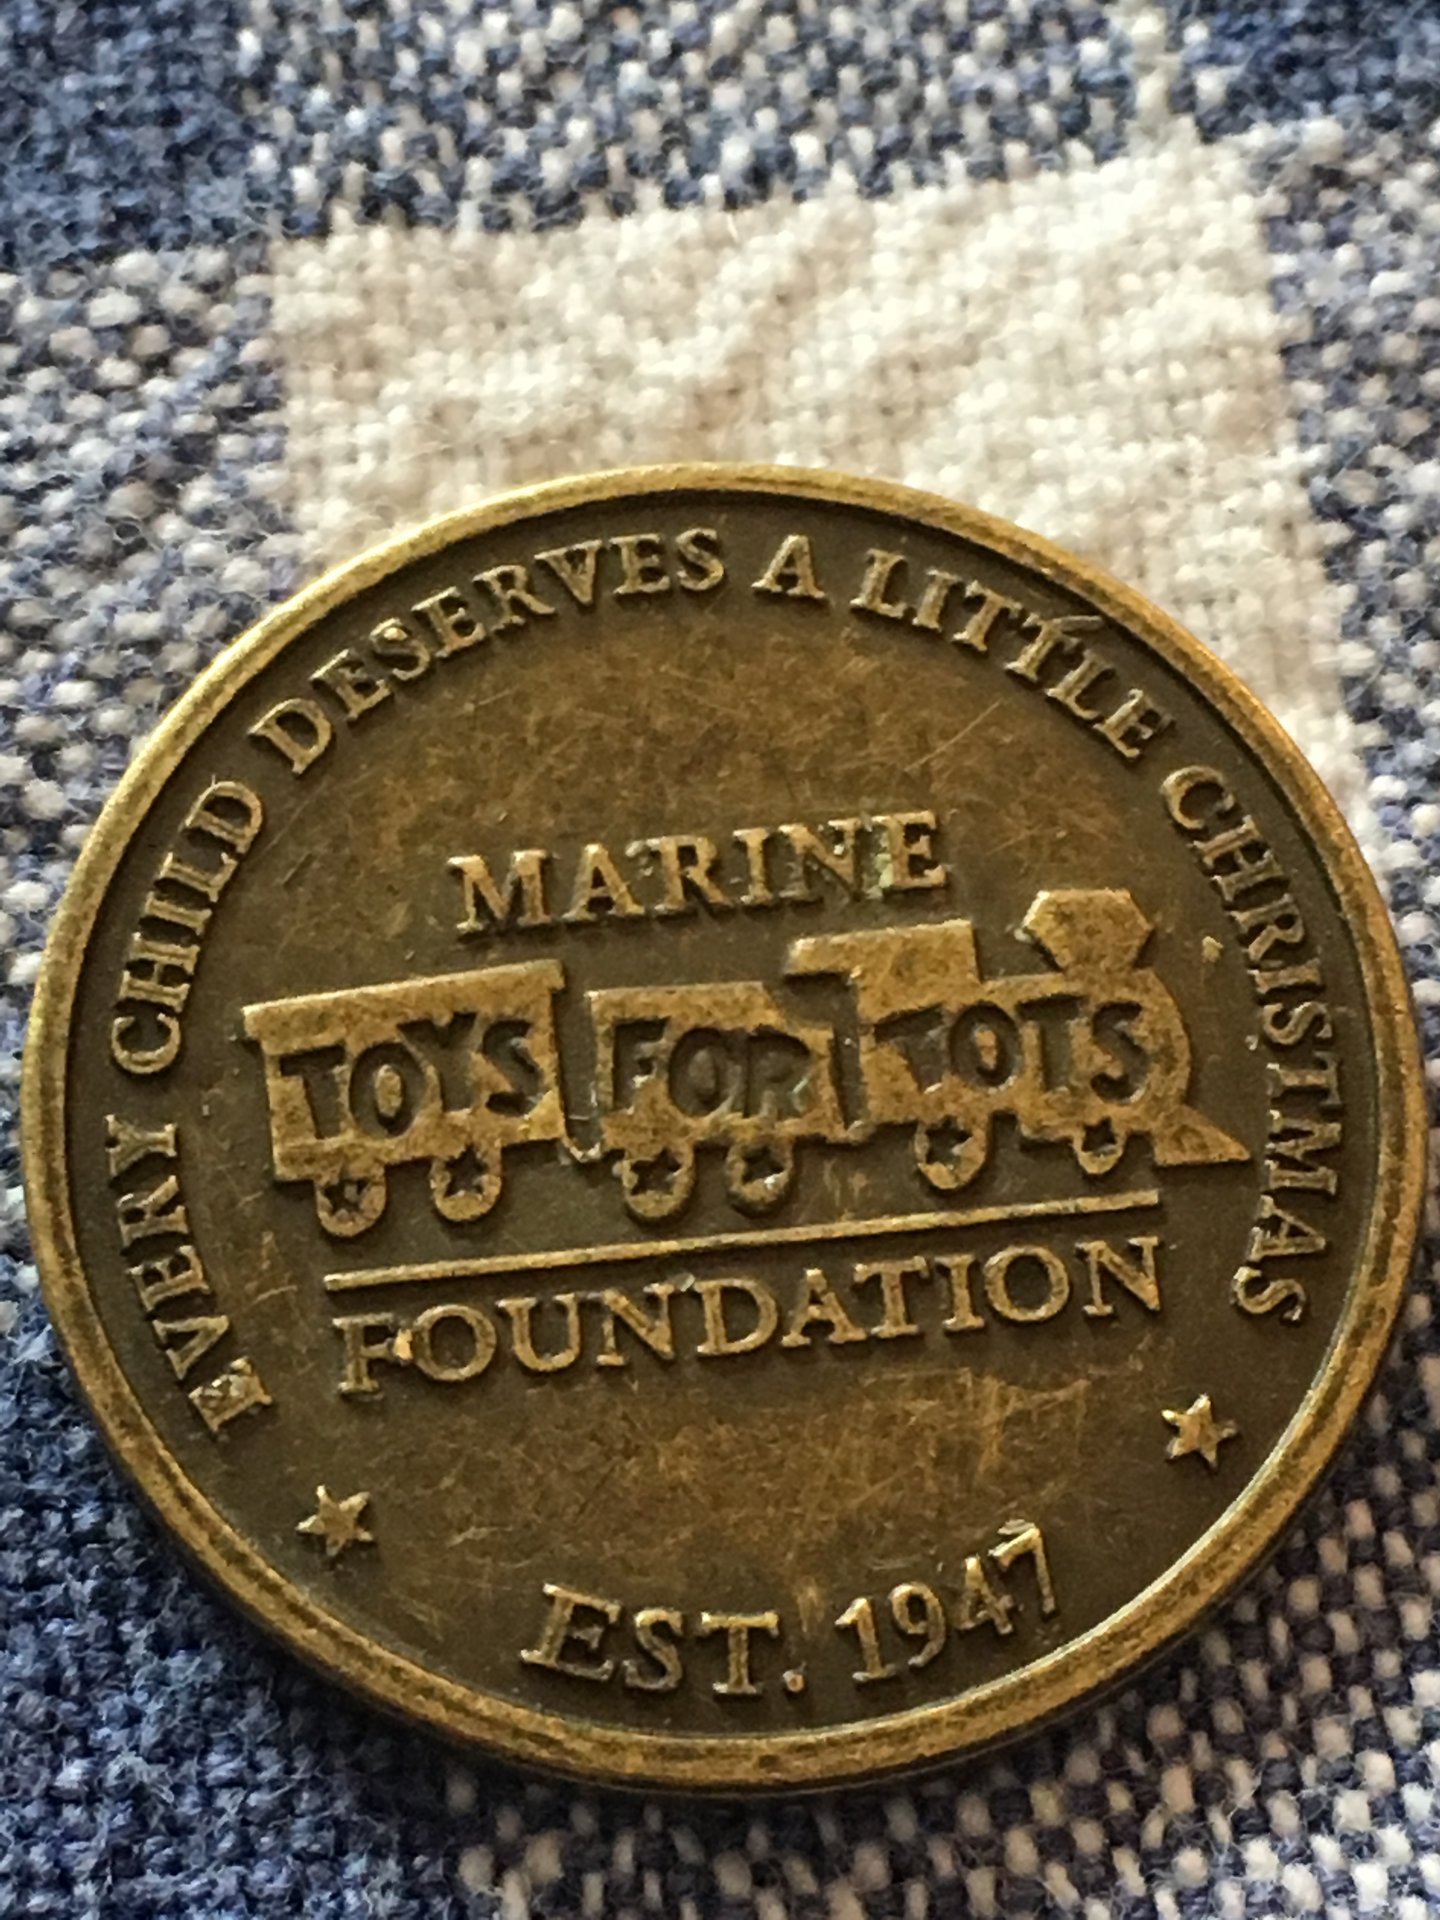 EVERY CHILD DESERVES A LITTLE CHRISTMAS
MARINE
TOYS FOR TOTS
FOUNDATION
EST. 1947